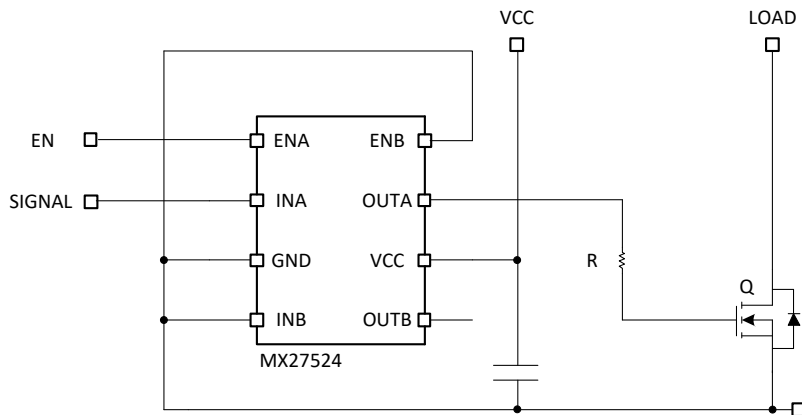 VCC
LOAD
EN
ENA
ENB
SIGNAL
INA
OUTA
GND
VCC
R
Q
INB
OUTB
MX27524